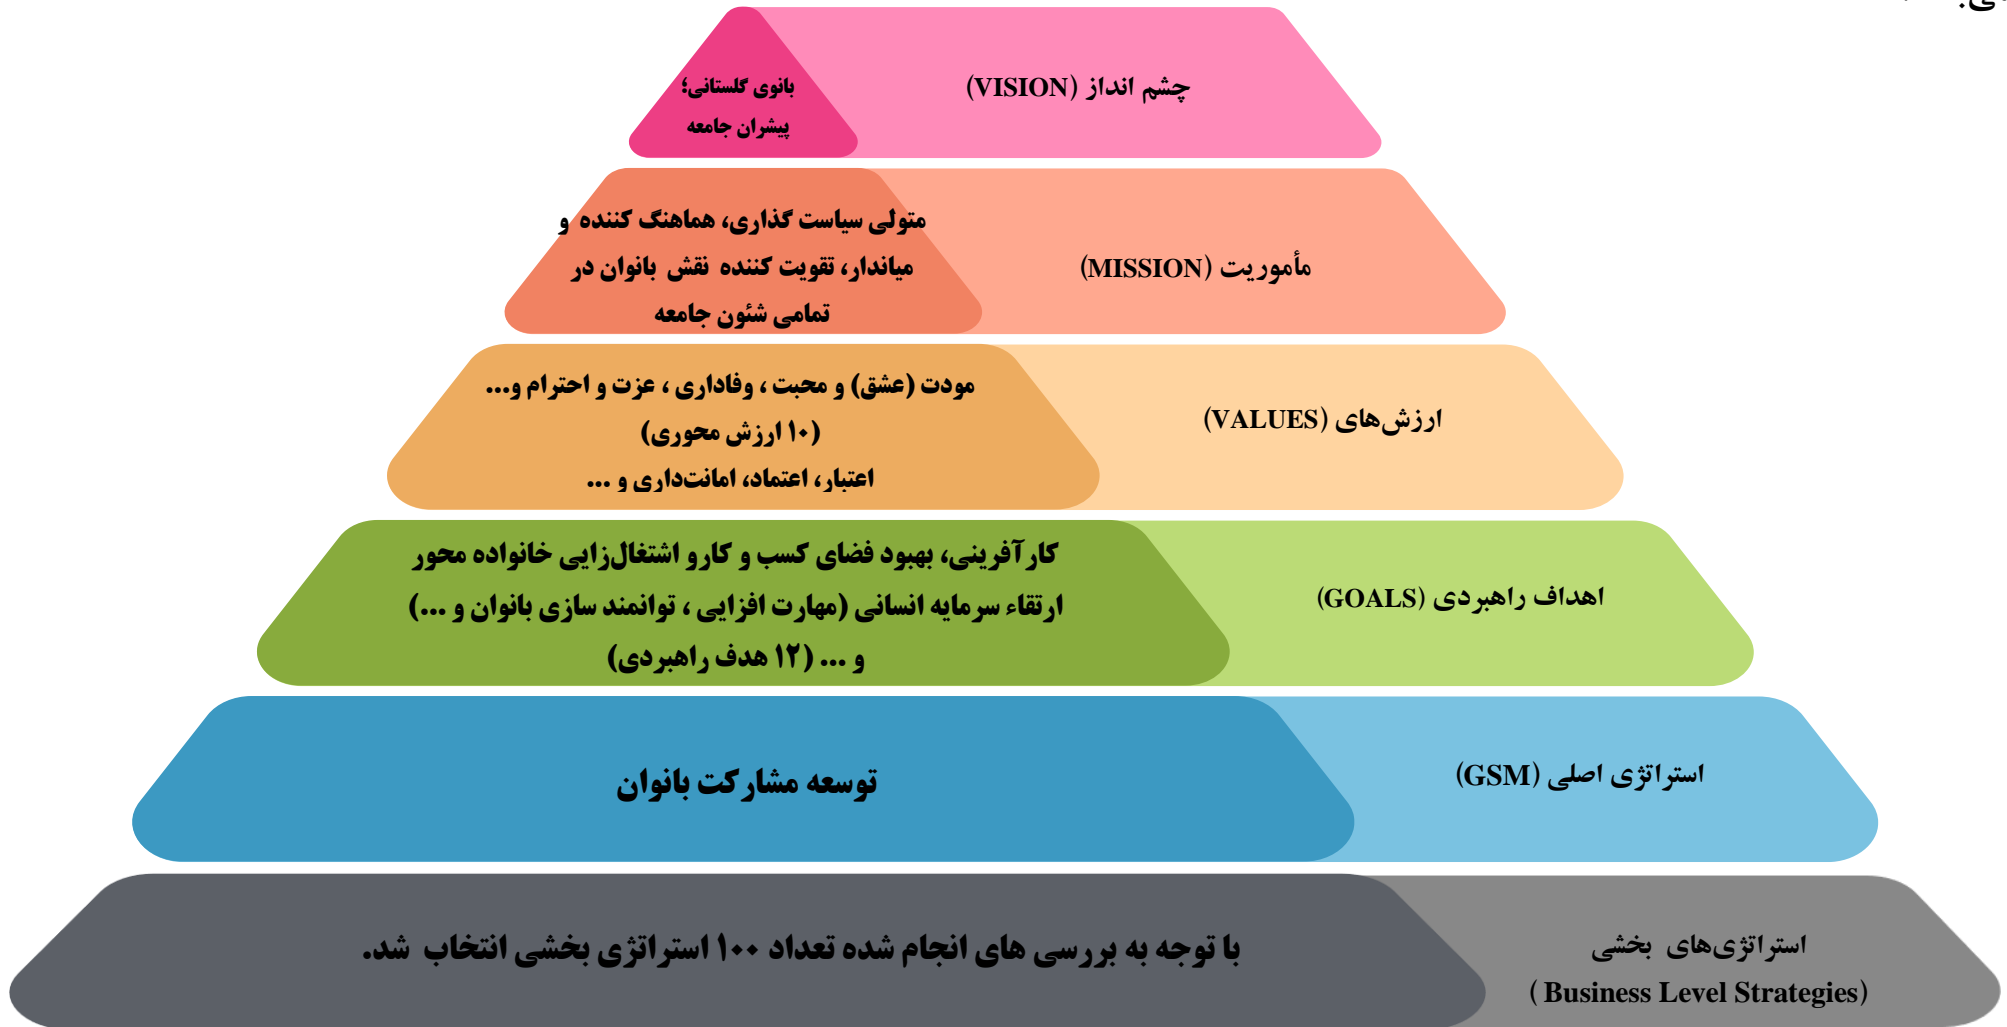 چشم انداز (VISION)
بانوی گلستانی؛
پیشران جامعه
مأموریت (MISSION)
متولی سیاست گذاری، هماهنگ کننده و
میاندار، تقویت کننده نقش بانوان در
تمامی شئون جامعه
ارزش‌های (VALUES)
مودت (عشق) و محبت ، وفاداری ، عزت و احترام و...
(۱۰ ارزش محوری)
اعتبار، اعتماد، امانت‌داری و ...
اهداف راهبردی (GOALS)
کارآفرینی، بهبود فضای کسب و کارو اشتغال‌زایی خانواده محور
ارتقاء سرمایه انسانی (مهارت افزایی ، توانمند سازی بانوان و ...)
و ... (۱۲ هدف راهبردی)
استراتژی اصلی (GSM)
توسعه مشارکت بانوان
استراتژی‌های بخشی
(Business Level Strategies )
با توجه به بررسی های انجام شده تعداد ۱۰۰ استراتژی بخشی انتخاب شد.